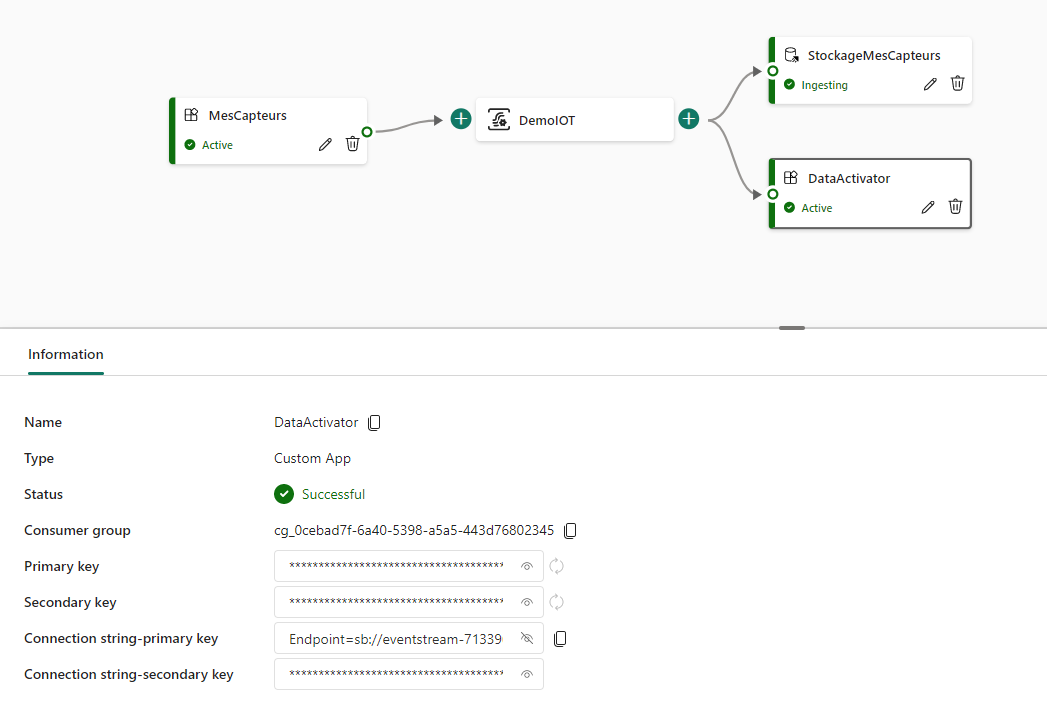 StockageMesCapteurs
Ingesting
MesCapteurs
Active
DemoIOT
DataActivator
Active
Information
Name DataActivator
Type Custom App
Status Successful
Consumer group cg_0cebad7f-6a40-5398-a5a5-443d76802345
Primary key *************************************
Secondary key *************************************
Connection string-primary key Endpoint=sb://eventstream-71339
Connection string-secondary key *************************************